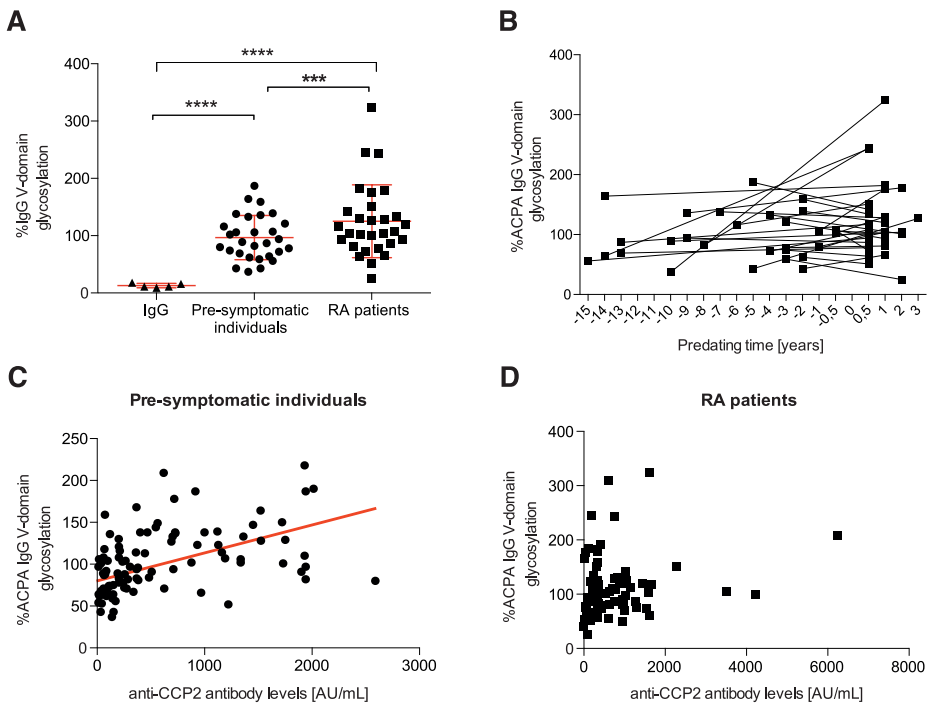 A
%IgG V-domain
glycosylation
400
300
200
100
0
****
****
***
IgG
Pre-symptomatic
individuals
RA patients
B
%ACPA IgG V-domain
glycosylation
400
300
200
100
0
-15
-14
-13
-12
-11
-10
-9
-8
-7
-6
-5
-4
-3
-2
-1
-0,5
0
0,5
1
2
3
Predating time [years]
C
Pre-symptomatic individuals
%ACPA IgG V-domain
glycosylation
250
200
150
100
50
0
0
1000
2000
3000
anti-CCP2 antibody levels [AU/mL]
D
RA patients
%ACPA IgG V-domain
glycosylation
400
300
200
100
0
0
2000
4000
6000
8000
anti-CCP2 antibody levels [AU/mL]